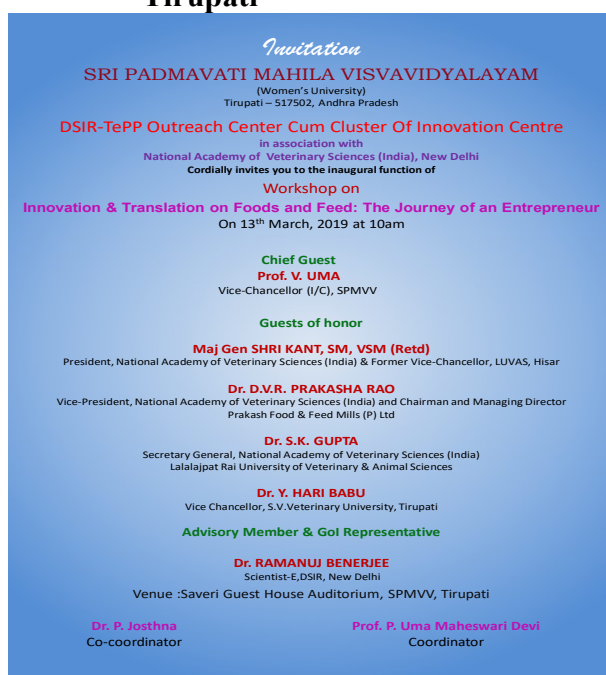 Tirupati
Invitation
SRI PADMAVATI MAHILA VISVAVIDYALAYAM
(Women's University)
Tirupati – 517502, Andhra Pradesh
DSIR-TePP Outreach Center Cum Cluster Of Innovation Centre
in association with
National Academy of Veterinary Sciences (India), New Delhi
Cordially invites you to the inaugural function of
Workshop on
Innovation & Translation on Foods and Feed: The Journey of an Entrepreneur
On 13th March, 2019 at 10am
Chief Guest
Prof. V. UMA
Vice-Chancellor (I/C), SPMVV
Guests of honor
Maj Gen SHRI KANT, SM, VSM (Retd)
President, National Academy of Veterinary Sciences (India) & Former Vice-Chancellor, LUVAS, Hisar
Dr. D.V.R. PRAKASHA RAO
Vice-President, National Academy of Veterinary Sciences (India) and Chairman and Managing Director
Prakash Food & Feed Mills (P) Ltd
Dr. S.K. GUPTA
Secretary General, National Academy of Veterinary Sciences (India)
Lalalajpat Rai University of Veterinary & Animal Sciences
Dr. Y. HARI BABU
Vice Chancellor, S.V.Veterinary University, Tirupati
Advisory Member & GoI Representative
Dr. RAMANUJ BENERJEE
Scientist-E,DSIR, New Delhi
Venue :Saveri Guest House Auditorium, SPMVV, Tirupati
Dr. P. Josthna Prof. P. Uma Maheswari Devi
Co-coordinator Coordinator